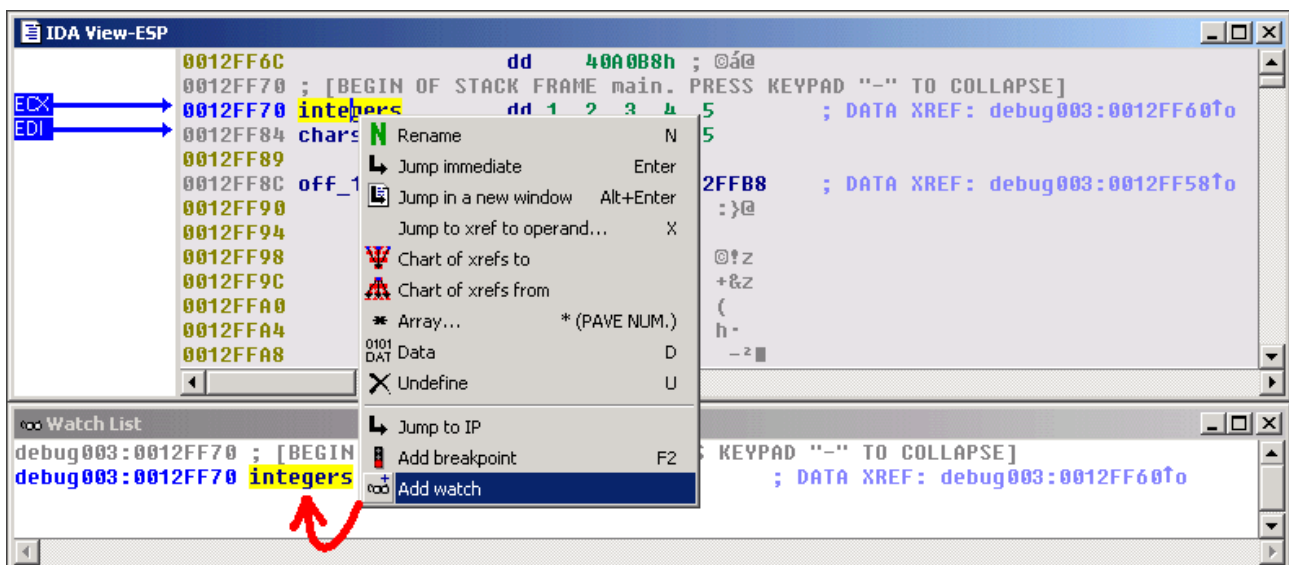 IDA View-ESP
0012FF6C dd 40A0B8h ; ©áà
0012FF70 ; [BEGIN OF STACK FRAME main. PRESS KEYPAD "-" TO COLLAPSE]
ECX 0012FF70 integers dd 1 2 3 4 5 ; DATA XREF: debug003:0012FF60↑o
EDI 0012FF84 chars 5
0012FF89
0012FF8C off_1 2FFB8 ; DATA XREF: debug003:0012FF58↑o
0012FF90 :}@
0012FF94
0012FF98 ©!z
0012FF9C +&z
0012FFA0 (
0012FFA4 h·
0012FFA8 –²
Rename N
Jump immediate Enter
Jump in a new window Alt+Enter
Jump to xref to operand... X
Chart of xrefs to
Chart of xrefs from
Array... * (PAVE NUM.)
0101 DAT Data D
Undefine U
Jump to IP
Add breakpoint F2
Add watch
Watch List
debug003:0012FF70 ; [BEGIN KEYPAD "-" TO COLLAPSE]
debug003:0012FF70 integers ; DATA XREF: debug003:0012FF60↑o